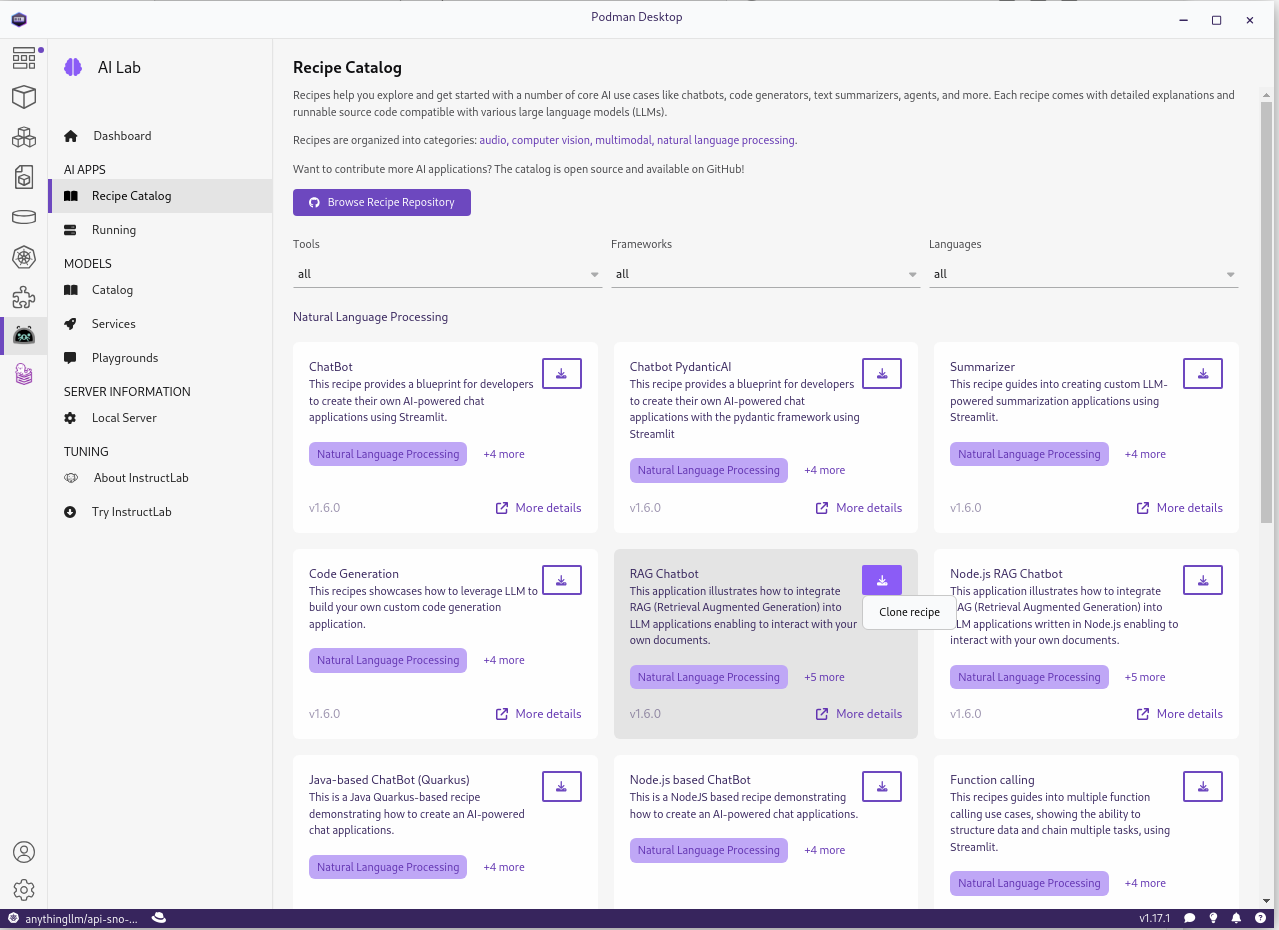 Podman Desktop
AI Lab
Dashboard
AI APPS
Recipe Catalog
Running
MODELS
Catalog
Services
Playgrounds
SERVER INFORMATION
Local Server
TUNING
About InstructLab
Try InstructLab
Recipe Catalog
Recipes help you explore and get started with a number of core AI use cases like chatbots, code generators, text summarizers, agents, and more. Each recipe comes with detailed explanations and
runnable source code compatible with various large language models (LLMs).
Recipes are organized into categories: audio, computer vision, multimodal, natural language processing.
Want to contribute more AI applications? The catalog is open source and available on GitHub!
Browse Recipe Repository
Tools
all
Frameworks
all
Languages
all
Natural Language Processing
ChatBot
This recipe provides a blueprint for developers
to create their own AI-powered chat
applications using Streamlit.
Natural Language Processing +4 more
v1.6.0 More details
Chatbot PydanticAI
This recipe provides a blueprint for developers
to create their own AI-powered chat
applications with the pydantic framework using
Streamlit
Natural Language Processing +4 more
v1.6.0 More details
Summarizer
This recipe guides into creating custom LLM-
powered summarization applications using
Streamlit.
Natural Language Processing +4 more
v1.6.0 More details
Code Generation
This recipes showcases how to leverage LLM to
build your own custom code generation
application.
Natural Language Processing +4 more
v1.6.0 More details
RAG Chatbot
This application illustrates how to integrate
RAG (Retrieval Augmented Generation) into
LLM applications enabling to interact with your
own documents.
Natural Language Processing +5 more
v1.6.0 More details
Clone recipe
Node.js RAG Chatbot
This application illustrates how to integrate
AG (Retrieval Augmented Generation) into
LM applications written in Node.js enabling to
interact with your own documents.
Natural Language Processing +5 more
v1.6.0 More details
Java-based ChatBot (Quarkus)
This is a Java Quarkus-based recipe
demonstrating how to create an AI-powered
chat applications.
Natural Language Processing +4 more
Node.js based ChatBot
This is a NodeJS based recipe demonstrating
how to create an AI-powered chat applications.
Natural Language Processing +4 more
Function calling
This recipes guides into multiple function
calling use cases, showing the ability to
structure data and chain multiple tasks, using
Streamlit.
Natural Language Processing +4 more
anythingllm/api-sno-...
v1.17.1